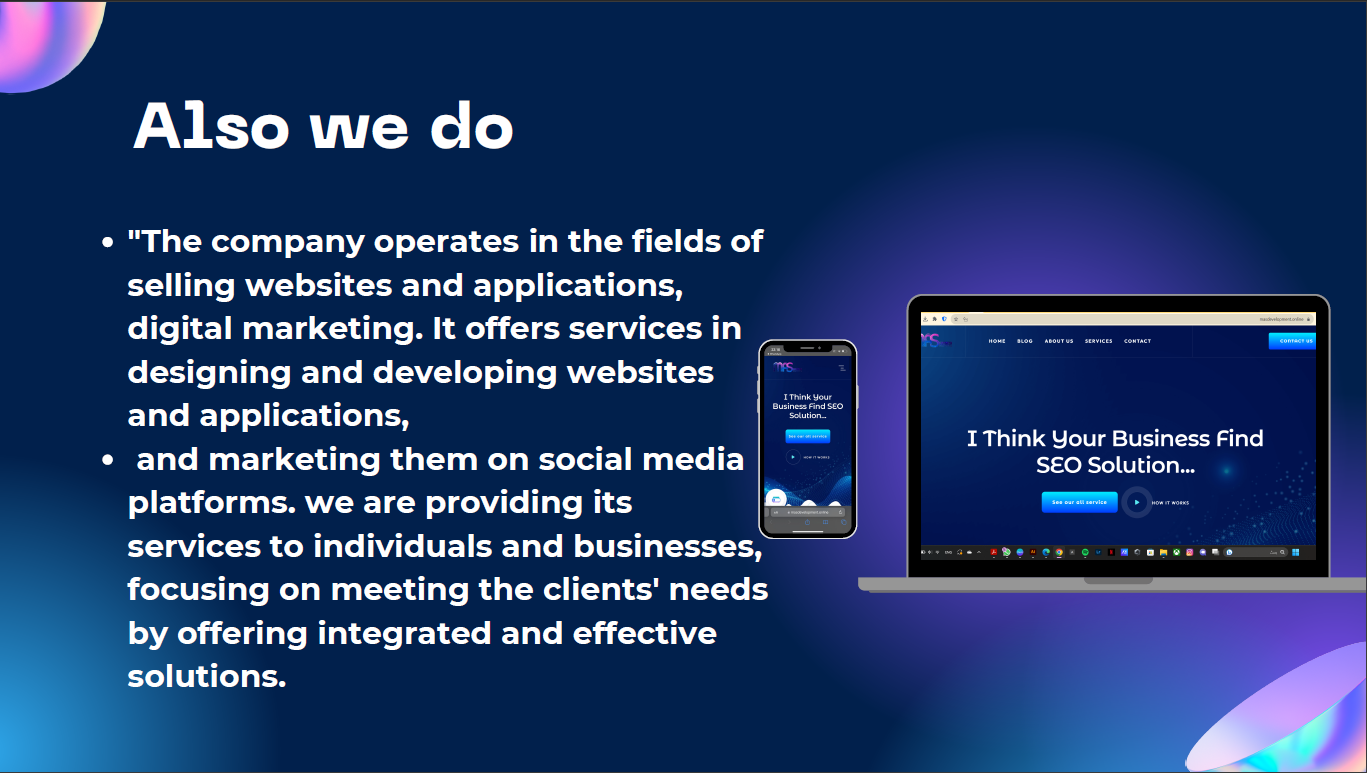 Also we do
• "The company operates in the fields of
selling websites and applications,
digital marketing. It offers services in
designing and developing websites
and applications,
• and marketing them on social media
platforms. we are providing its
services to individuals and businesses,
focusing on meeting the clients' needs
by offering integrated and effective
solutions.
I Think Your
Business Find SEO
Solution...
See our all service
HOW IT WORKS
HOME BLOG ABOUT US SERVICES CONTACT
CONTACT US
I Think Your Business Find
SEO Solution...
See our all service
HOW IT WORKS